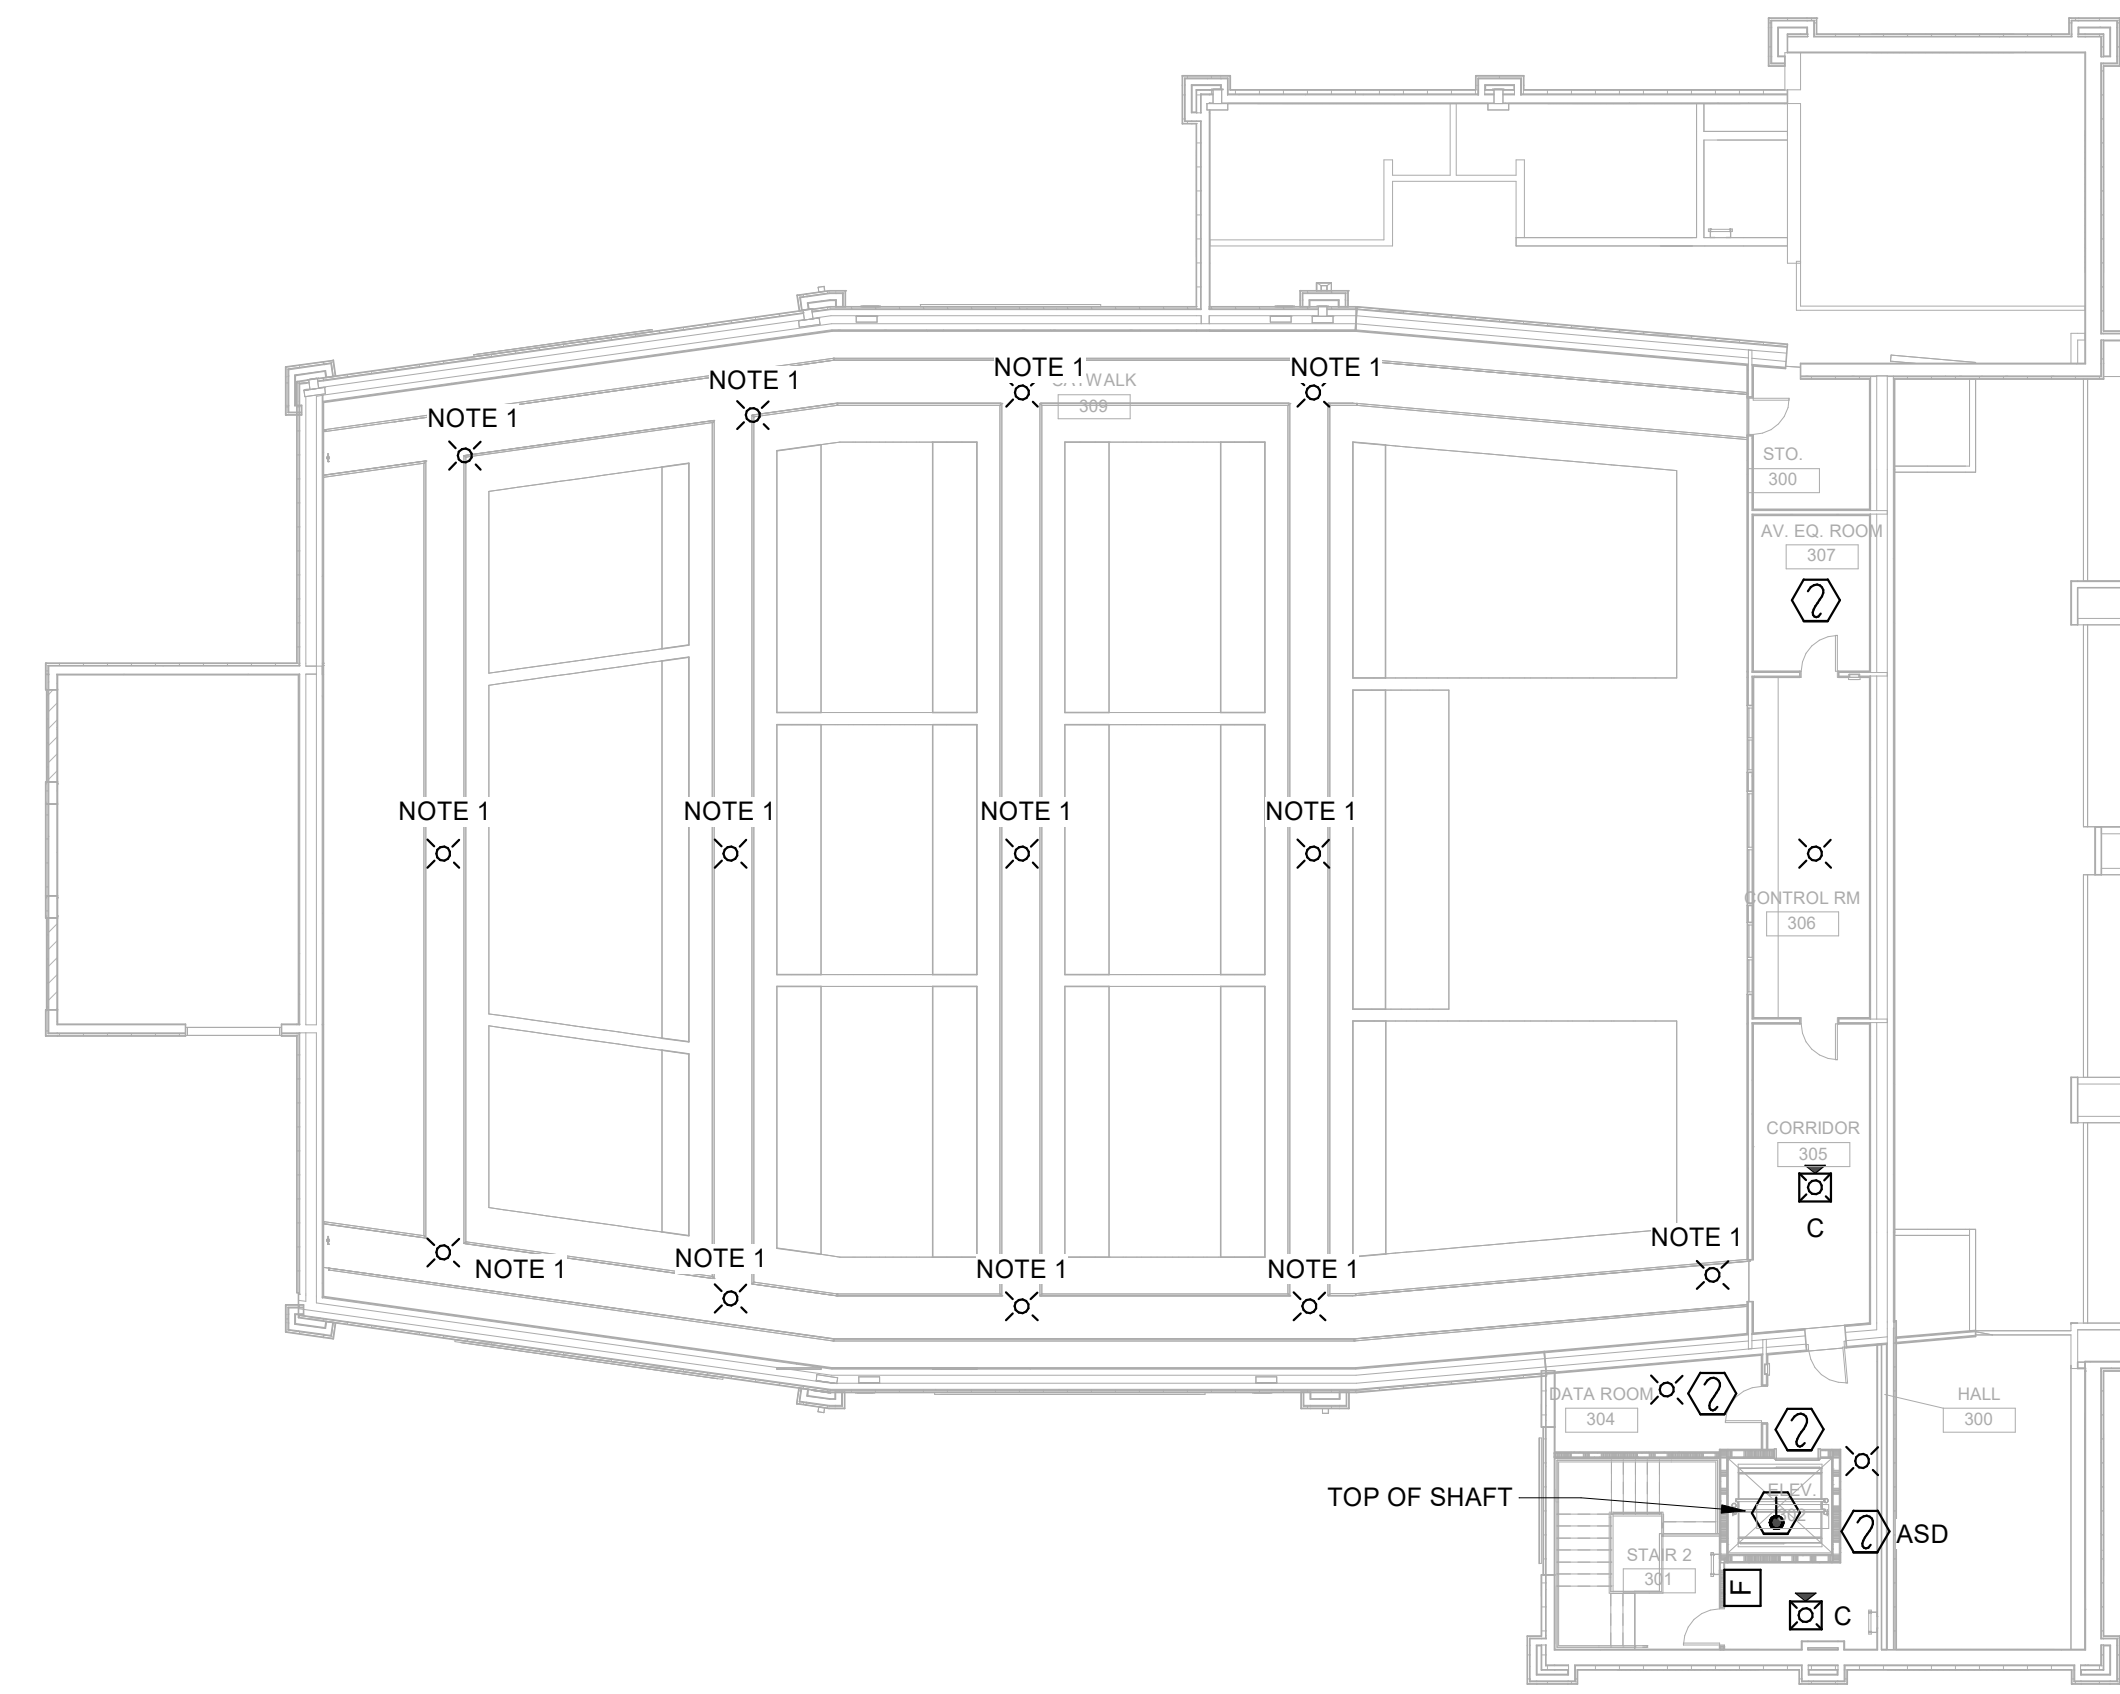 NOTE 1
NOTE 1
NOTE 1
NOTE 1
309
STO.
300
AV. EQ. ROOM
307
NOTE 1
NOTE 1
NOTE 1
NOTE 1
CONTROL RM
306
CORRIDOR
305
C
NOTE 1
NOTE 1
NOTE 1
NOTE 1
NOTE 1
DATA ROOM
304
HALL
300
TOP OF SHAFT
ELEV.
ASD
STAIR 2
301
F
C